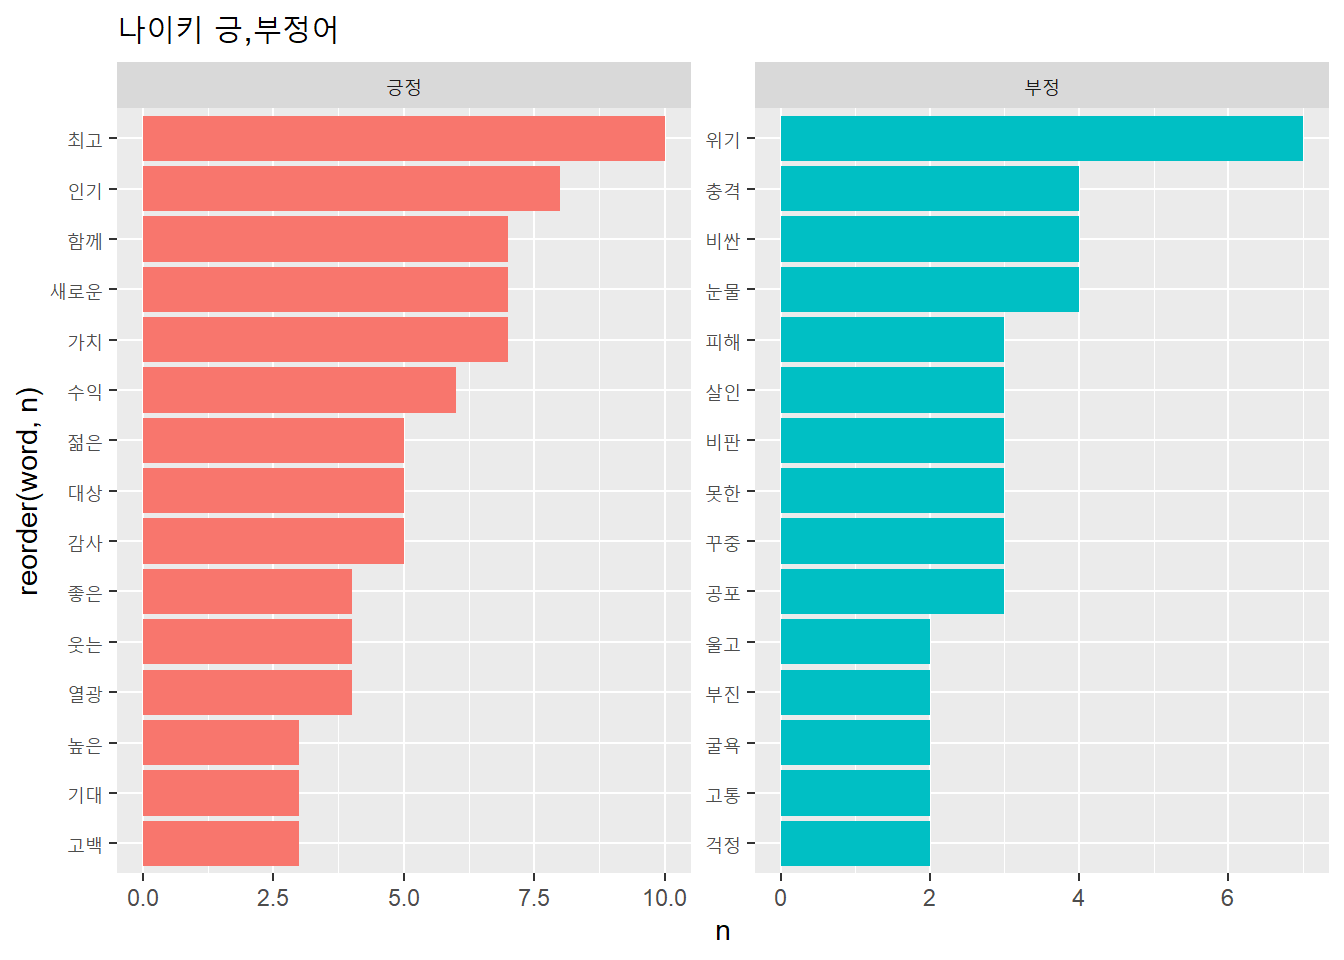 나이키 긍,부정어
긍정
부정
최고
인기
함께
새로운
가치
수익
젊은
대상
감사
좋은
웃는
열광
높은
기대
고백
위기
충격
비싼
눈물
피해
살인
비판
못한
꾸중
공포
울고
부진
굴욕
고통
걱정
reorder(word, n)
0.0 2.5 5.0 7.5 10.0
0 2 4 6
n